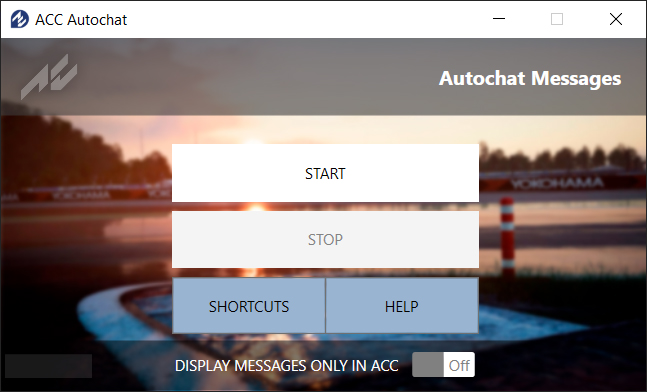 ACC Autochat
Autochat Messages
START
YOKOHAMA
YOKOHAMA
STOP
SHORTCUTS
HELP
DISPLAY MESSAGES ONLY IN ACC
Off